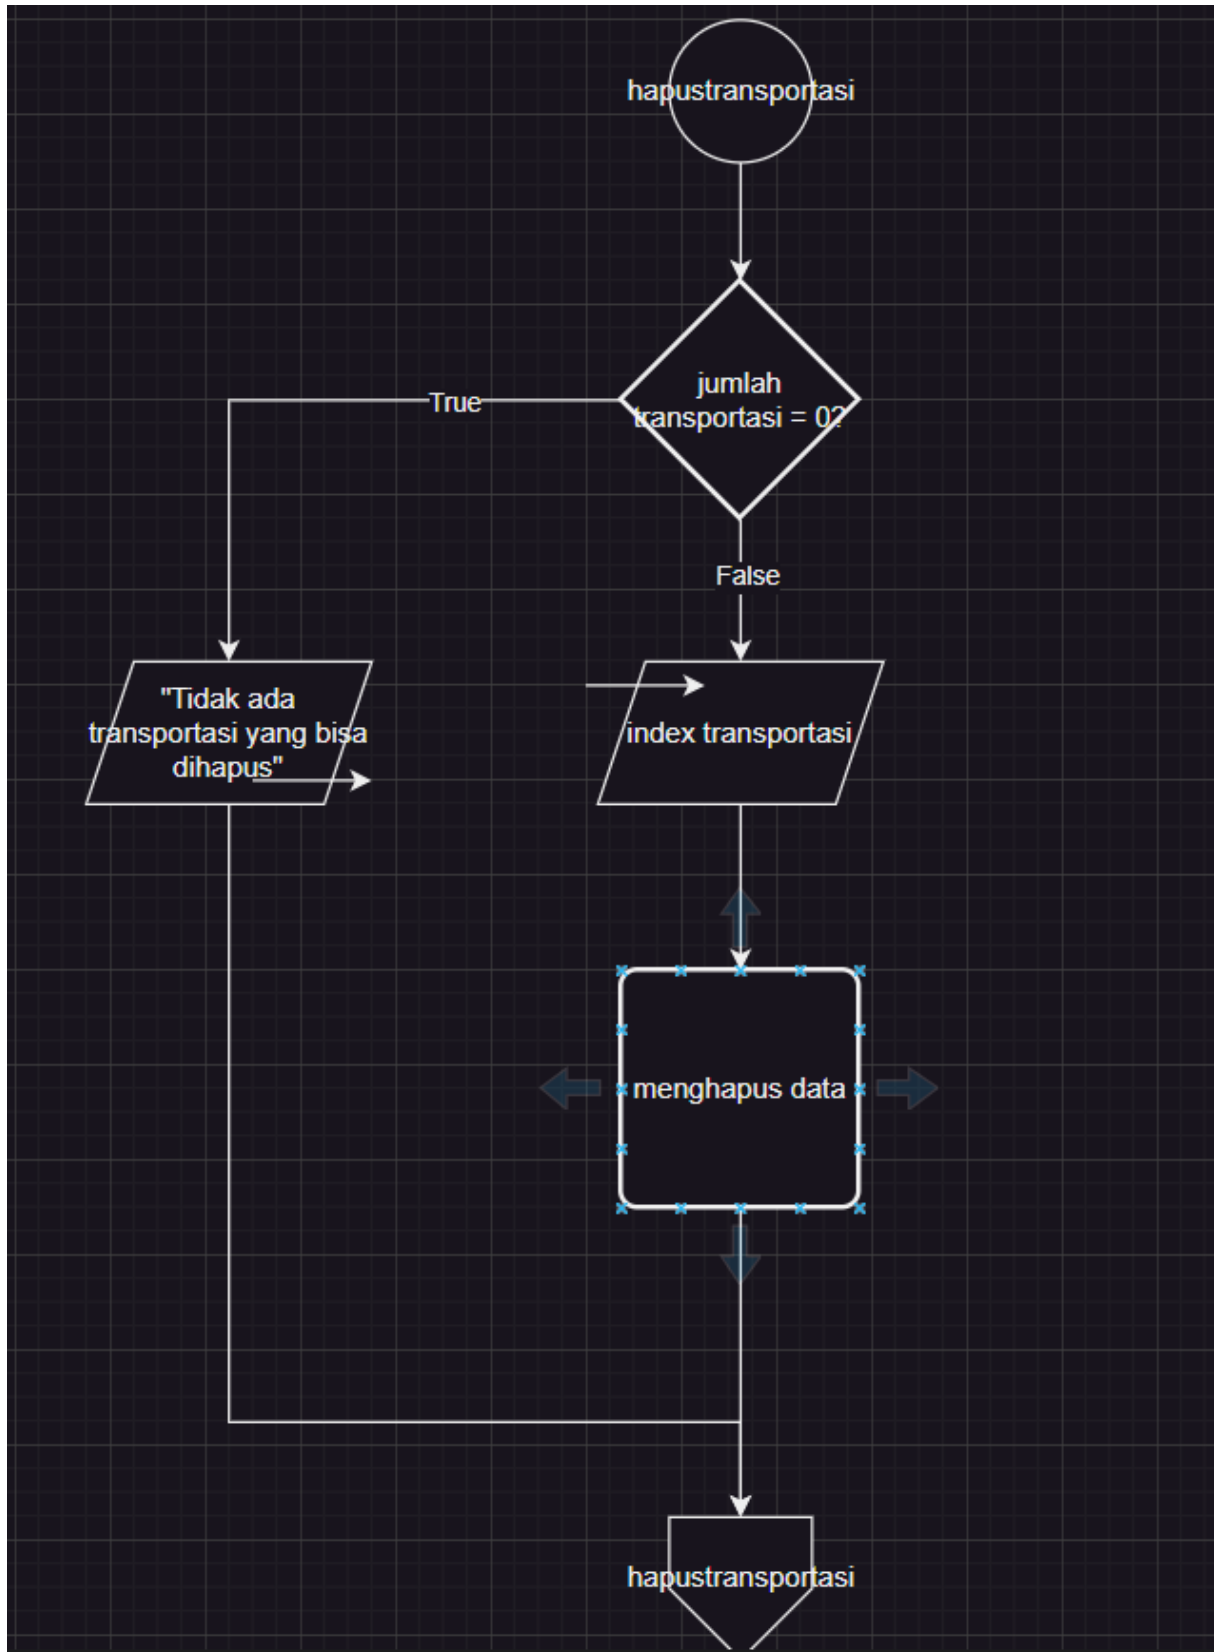 hapustransportasi
jumlah
transportasi = 0?
True
False
"Tidak ada
transportasi yang bisa
dihapus"
index transportasi
menghapus data
hapustransportasi